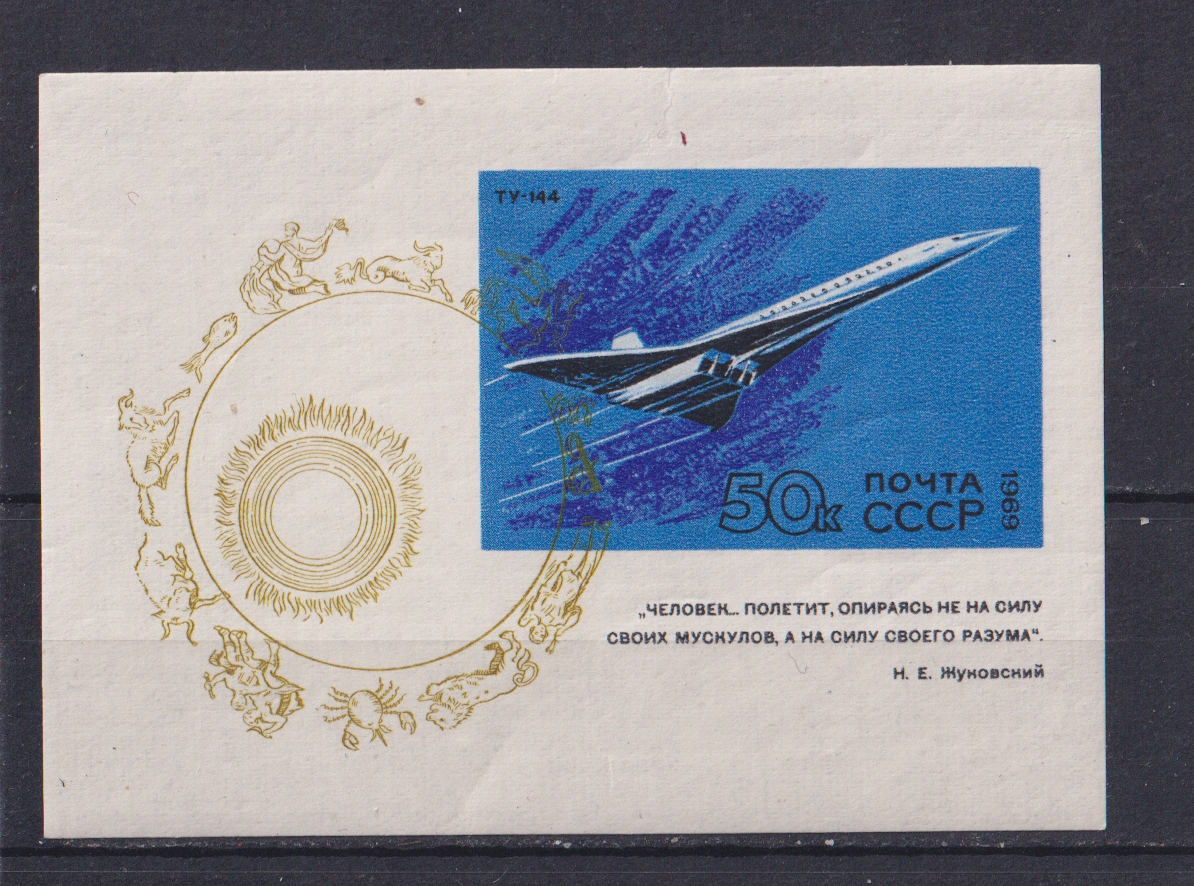 ТУ-144
50к
ПОЧТА
СССР
1969
„ЧЕЛОВЕК... ПОЛЕТИТ, ОПИРАЯСЬ НЕ НА СИЛУ
СВОИХ МУСКУЛОВ, А НА СИЛУ СВОЕГО РАЗУМА“.
Н. Е. Жуковский